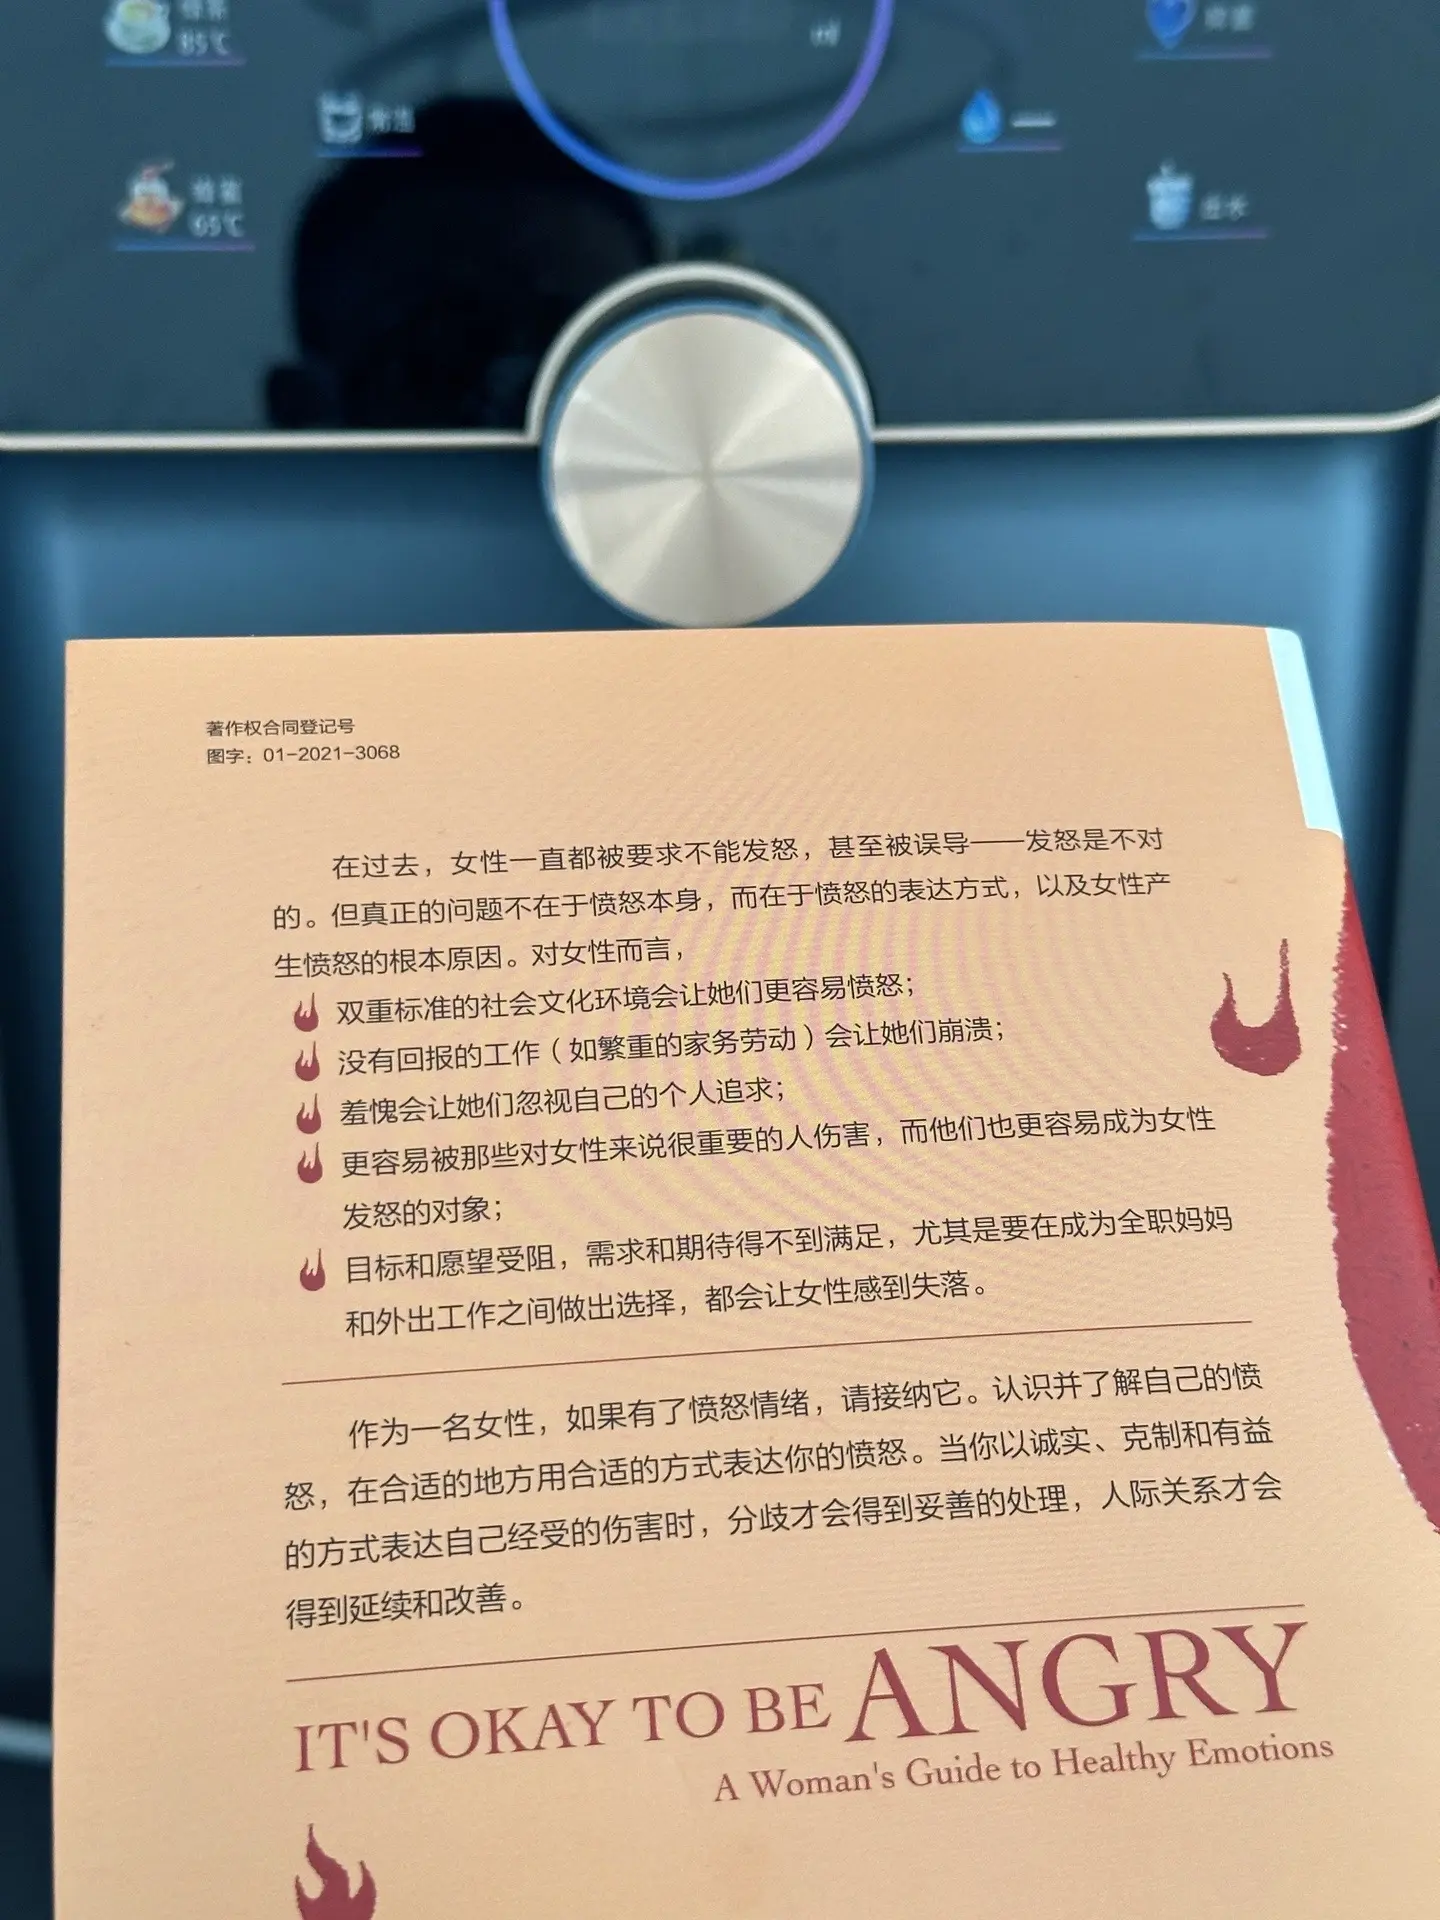 85℃
65℃
著作权合同登记号
图字：01-2021-3068
在过去，女性一直都被要求不能发怒，甚至被误导——发怒是不对
的。但真正的问题不在于愤怒本身，而在于愤怒的表达方式，以及女性产
生愤怒的根本原因。对女性而言，
双重标准的社会文化环境会让她们更容易愤怒；
没有回报的工作（如繁重的家务劳动）会让她们崩溃；
羞愧会让她们忽视自己的个人追求；
更容易被那些对女性来说很重要的人伤害，而他们也更容易成为女性
发怒的对象；
目标和愿望受阻，需求和期待得不到满足，尤其是要在成为全职妈妈
和外出工作之间做出选择，都会让女性感到失落。
作为一名女性，如果有了愤怒情绪，请接纳它。认识并了解自己的愤
怒，在合适的地方用合适的方式表达你的愤怒。当你以诚实、克制和有益
的方式表达自己经受的伤害时，分歧才会得到妥善的处理，人际关系才会
得到延续和改善。
IT'S OKAY TO BE ANGRY
A Woman's Guide to Healthy Emotions